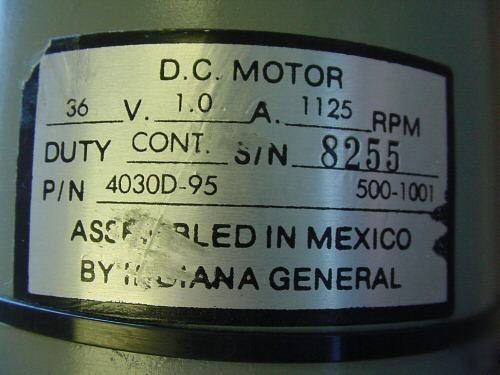 D.C. MOTOR
36 V. 1.0 A. 1125 RPM
DUTY CONT. S/N 8255
P/N 4030D-95 500-1001
ASSEMBLED IN MEXICO
BY INDIANA GENERAL